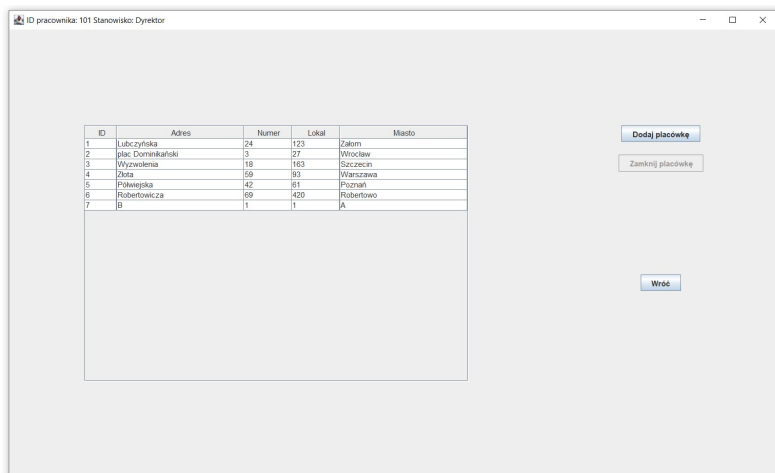 ID pracownika: 101 Stanowisko: Dyrektor
ID Adres Numer Lokal Miasto
1 Lubczyńska 24 123 Załom
2 plac Dominikański 3 27 Wrocław
3 Wyzwolenia 18 163 Szczecin
4 Złota 59 93 Warszawa
5 Półwiejska 42 61 Poznań
6 Robertowicza 69 420 Robertowo
7 B 1 1 A
Dodaj placówkę
Zamknij placówkę
Wróć